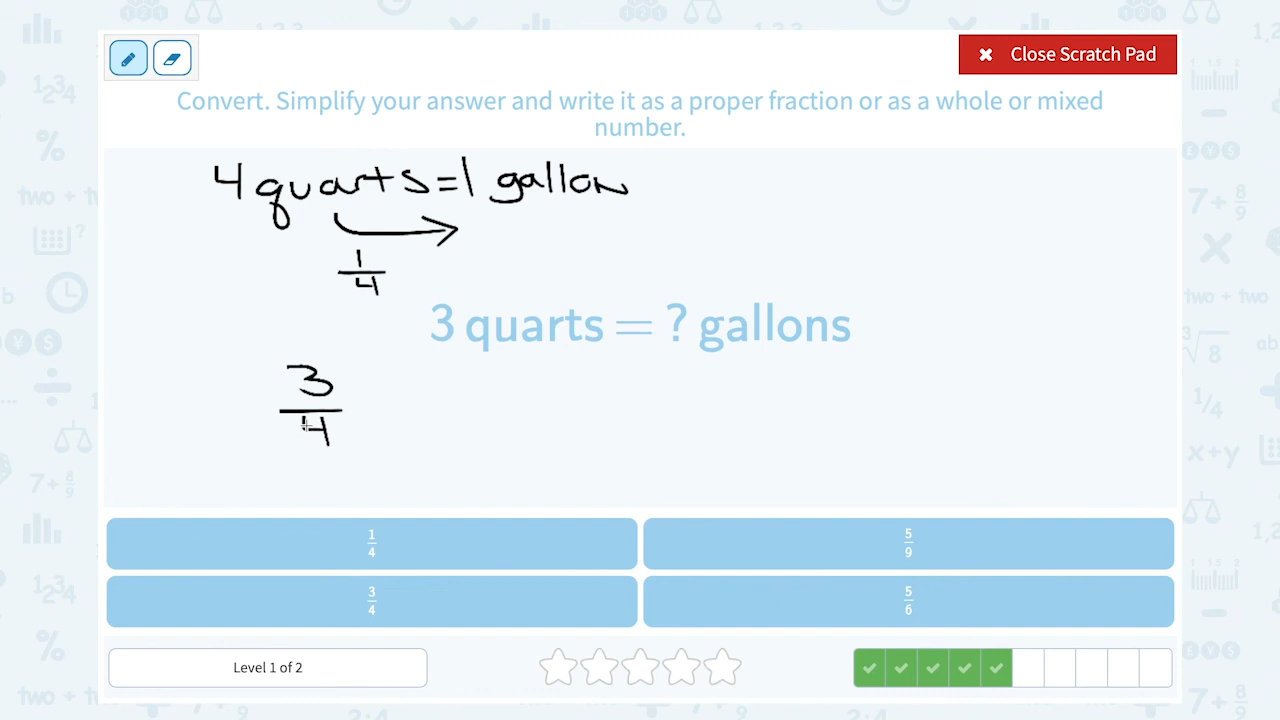 Close Scratch Pad
Convert. Simplify your answer and write it as a proper fraction or as a whole or mixed
number.
4 quarts = 1 gallon
1/4
3 quarts = ? gallons
3/4
1/4
5/9
3/4
5/6
Level 1 of 2